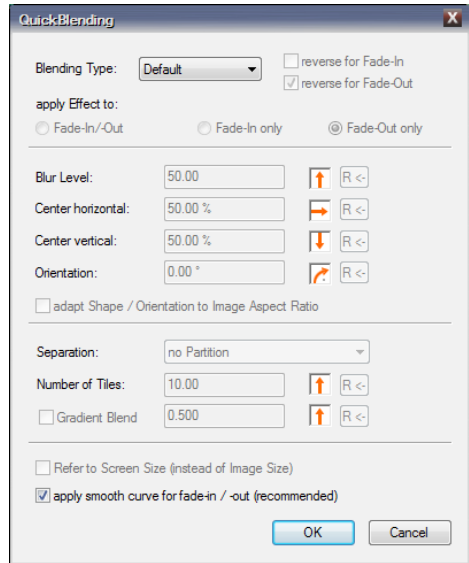 QuickBlending
X
Blending Type: Default
reverse for Fade-In
reverse for Fade-Out
apply Effect to:
Fade-In/-Out Fade-In only Fade-Out only
Blur Level: 50.00 R <-
Center horizontal: 50.00 % R <-
Center vertical: 50.00 % R <-
Orientation: 0.00 ° R <-
adapt Shape / Orientation to Image Aspect Ratio
Separation: no Partition
Number of Tiles: 10.00 R <-
Gradient Blend 0.500 R <-
Refer to Screen Size (instead of Image Size)
apply smooth curve for fade-in / -out (recommended)
OK Cancel